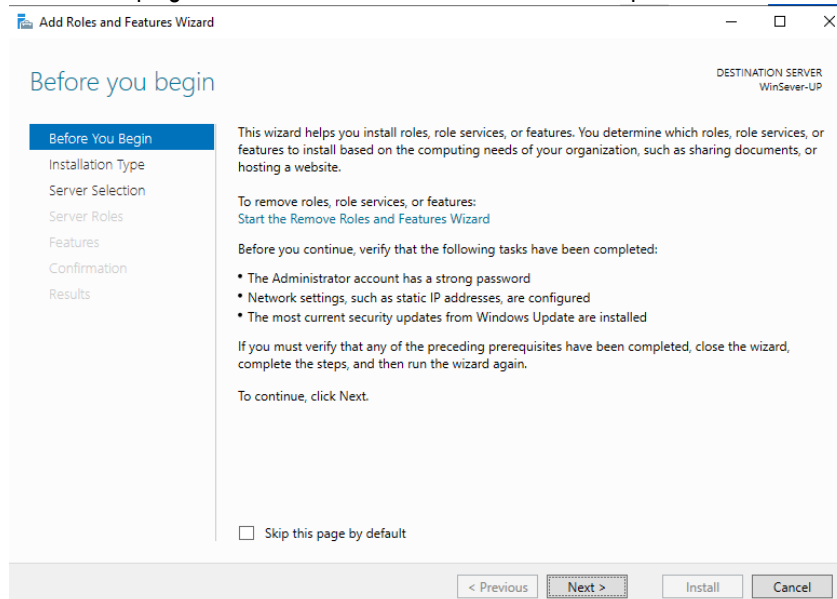 Add Roles and Features Wizard
Before you begin
DESTINATION SERVER
WinSever-UP
Before You Begin
Installation Type
Server Selection
Server Roles
Features
Confirmation
Results
This wizard helps you install roles, role services, or features. You determine which roles, role services, or
features to install based on the computing needs of your organization, such as sharing documents, or
hosting a website.
To remove roles, role services, or features:
Start the Remove Roles and Features Wizard
Before you continue, verify that the following tasks have been completed:
• The Administrator account has a strong password
• Network settings, such as static IP addresses, are configured
• The most current security updates from Windows Update are installed
If you must verify that any of the preceding prerequisites have been completed, close the wizard,
complete the steps, and then run the wizard again.
To continue, click Next.
Skip this page by default
< Previous
Next >
Install
Cancel